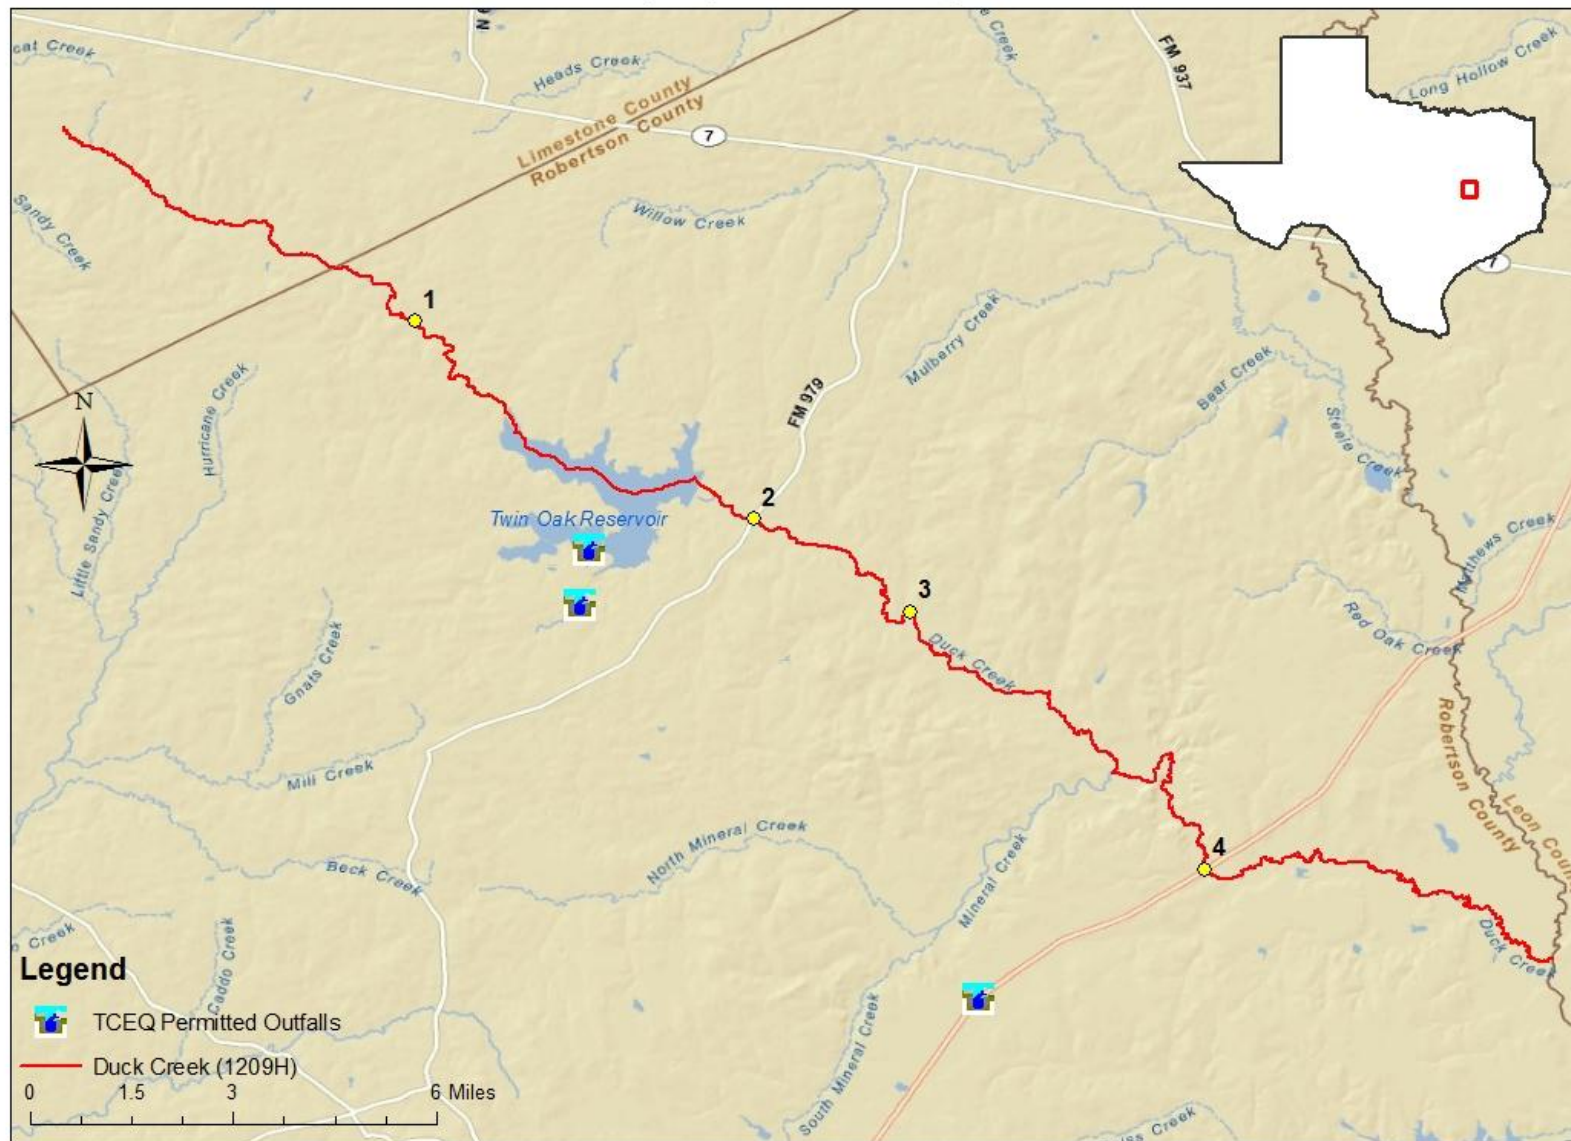 cat Creek
Heads Creek
FM 937
Long Hollow Creek
Limestone County
Robertson County
7
Sandy Creek
Willow Creek
7
1
Mulberry Creek
Bear Creek
Steele Creek
FM 979
Hurricane Creek
N
Little Sandy Creek
Twin Oak Reservoir
2
Matthews Creek
3
Red Oak Creek
Duck Creek
Gnats Creek
Mill Creek
Robertson County
Leon County
4
North Mineral Creek
Mineral Creek
Beck Creek
Caddo Creek
Duck Creek
South Mineral Creek
Legend
TCEQ Permitted Outfalls
Duck Creek (1209H)
0 1.5 3 6 Miles